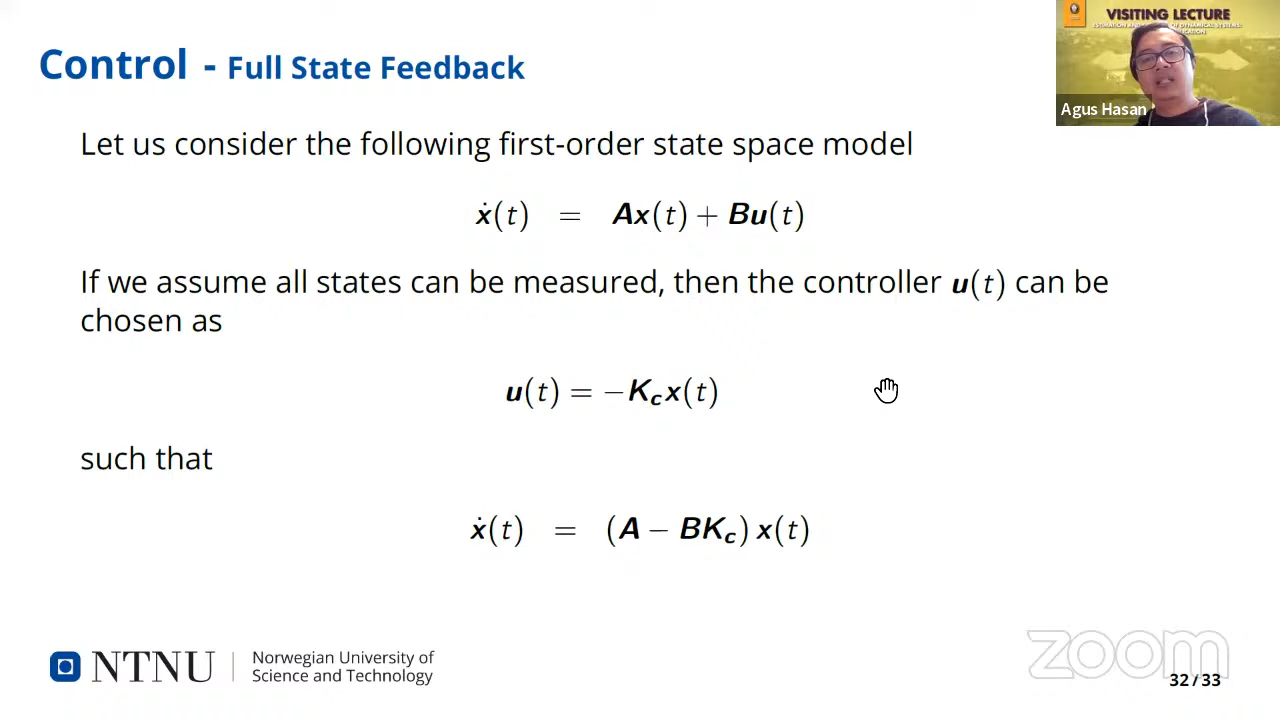 Control - Full State Feedback
VISITING LECTURE
Agus Hasan
Let us consider the following first-order state space model
ẋ(t) = Ax(t) + Bu(t)
If we assume all states can be measured, then the controller u(t) can be
chosen as
u(t) = −K_c x(t)
such that
ẋ(t) = (A − BK_c) x(t)
NTNU
Norwegian University of
Science and Technology
zoom
32 / 33